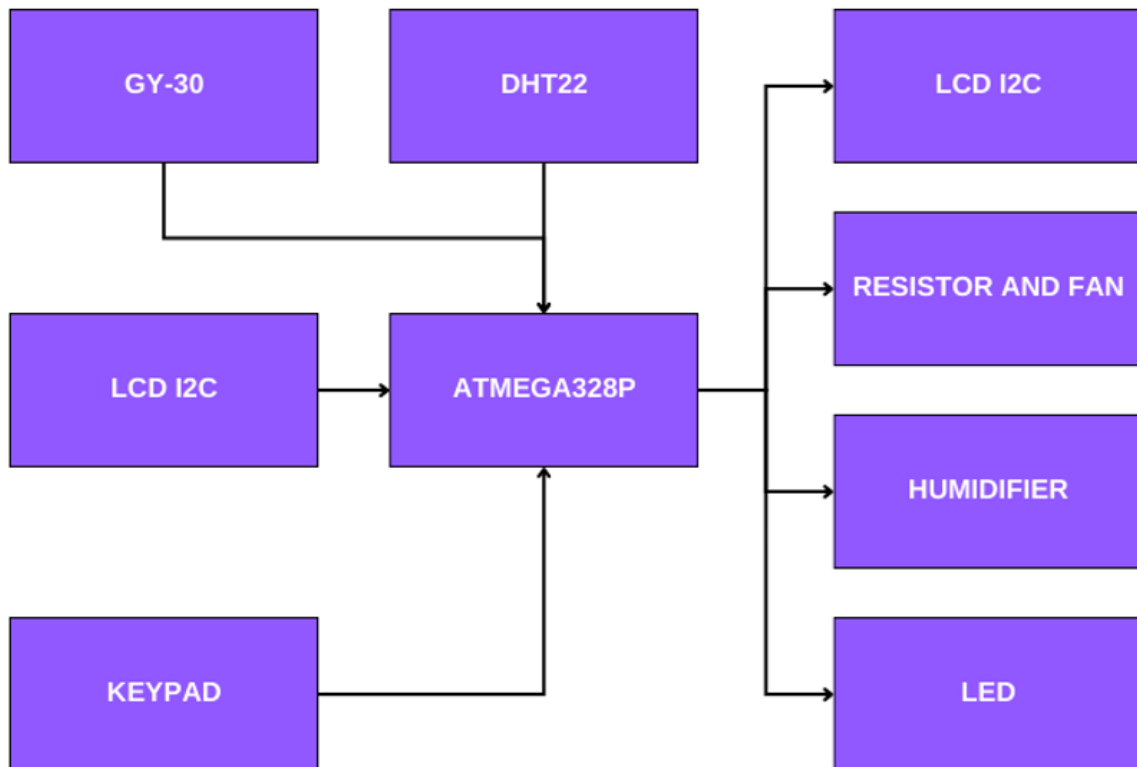 GY-30
DHT22
LCD I2C
RESISTOR AND FAN
LCD I2C
ATMEGA328P
HUMIDIFIER
KEYPAD
LED